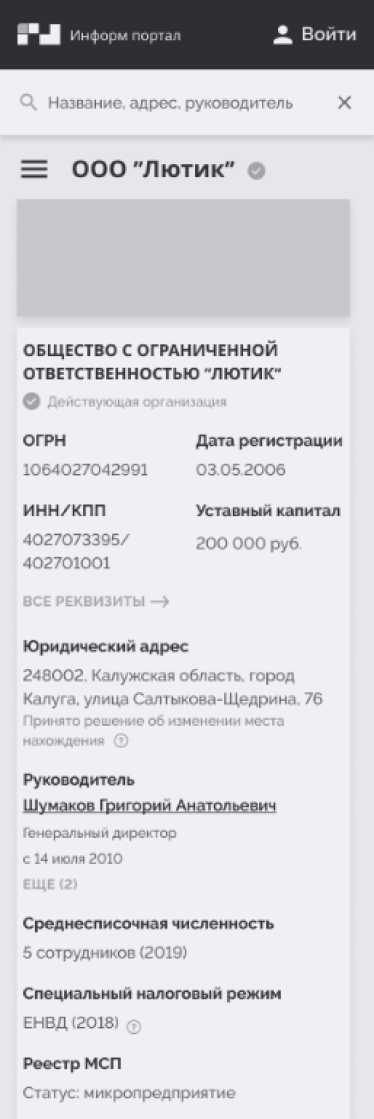 Информ портал
Войти
Название, адрес, руководитель
ООО "Лютик"
ОБЩЕСТВО С ОГРАНИЧЕННОЙ
ОТВЕТСТВЕННОСТЬЮ "ЛЮТИК"
Действующая организация
ОГРН
1064027042991
Дата регистрации
03.05.2006
ИНН/КПП
4027073395/
402701001
Уставный капитал
200 000 руб.
ВСЕ РЕКВИЗИТЫ →
Юридический адрес
248002, Калужская область, город
Калуга, улица Салтыкова-Щедрина, 76
Принято решение об изменении места
нахождения ?
Руководитель
Шумаков Григорий Анатольевич
Генеральный директор
с 14 июля 2010
ЕЩЕ (2)
Среднесписочная численность
5 сотрудников (2019)
Специальный налоговый режим
ЕНВД (2018) ?
Реестр МСП
Статус: микропредприятие